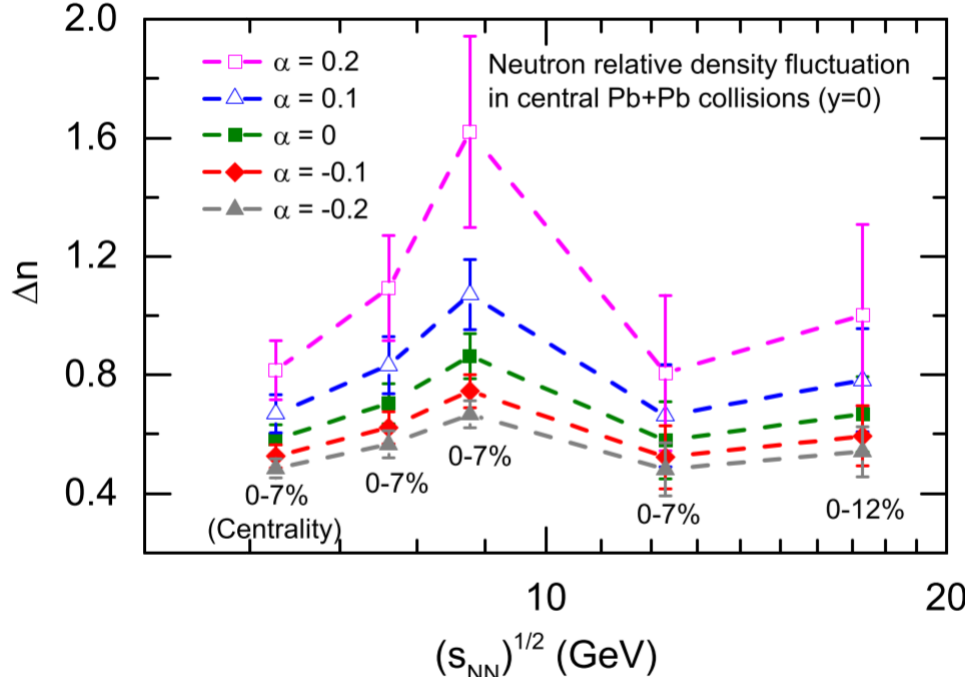 2.0
1.6
1.2
0.8
0.4
Δn
α = 0.2
α = 0.1
α = 0
α = -0.1
α = -0.2
Neutron relative density fluctuation
in central Pb+Pb collisions (y=0)
0-7%
(Centrality)
0-7%
0-7%
0-7%
0-12%
10
20
(s_NN)^1/2 (GeV)